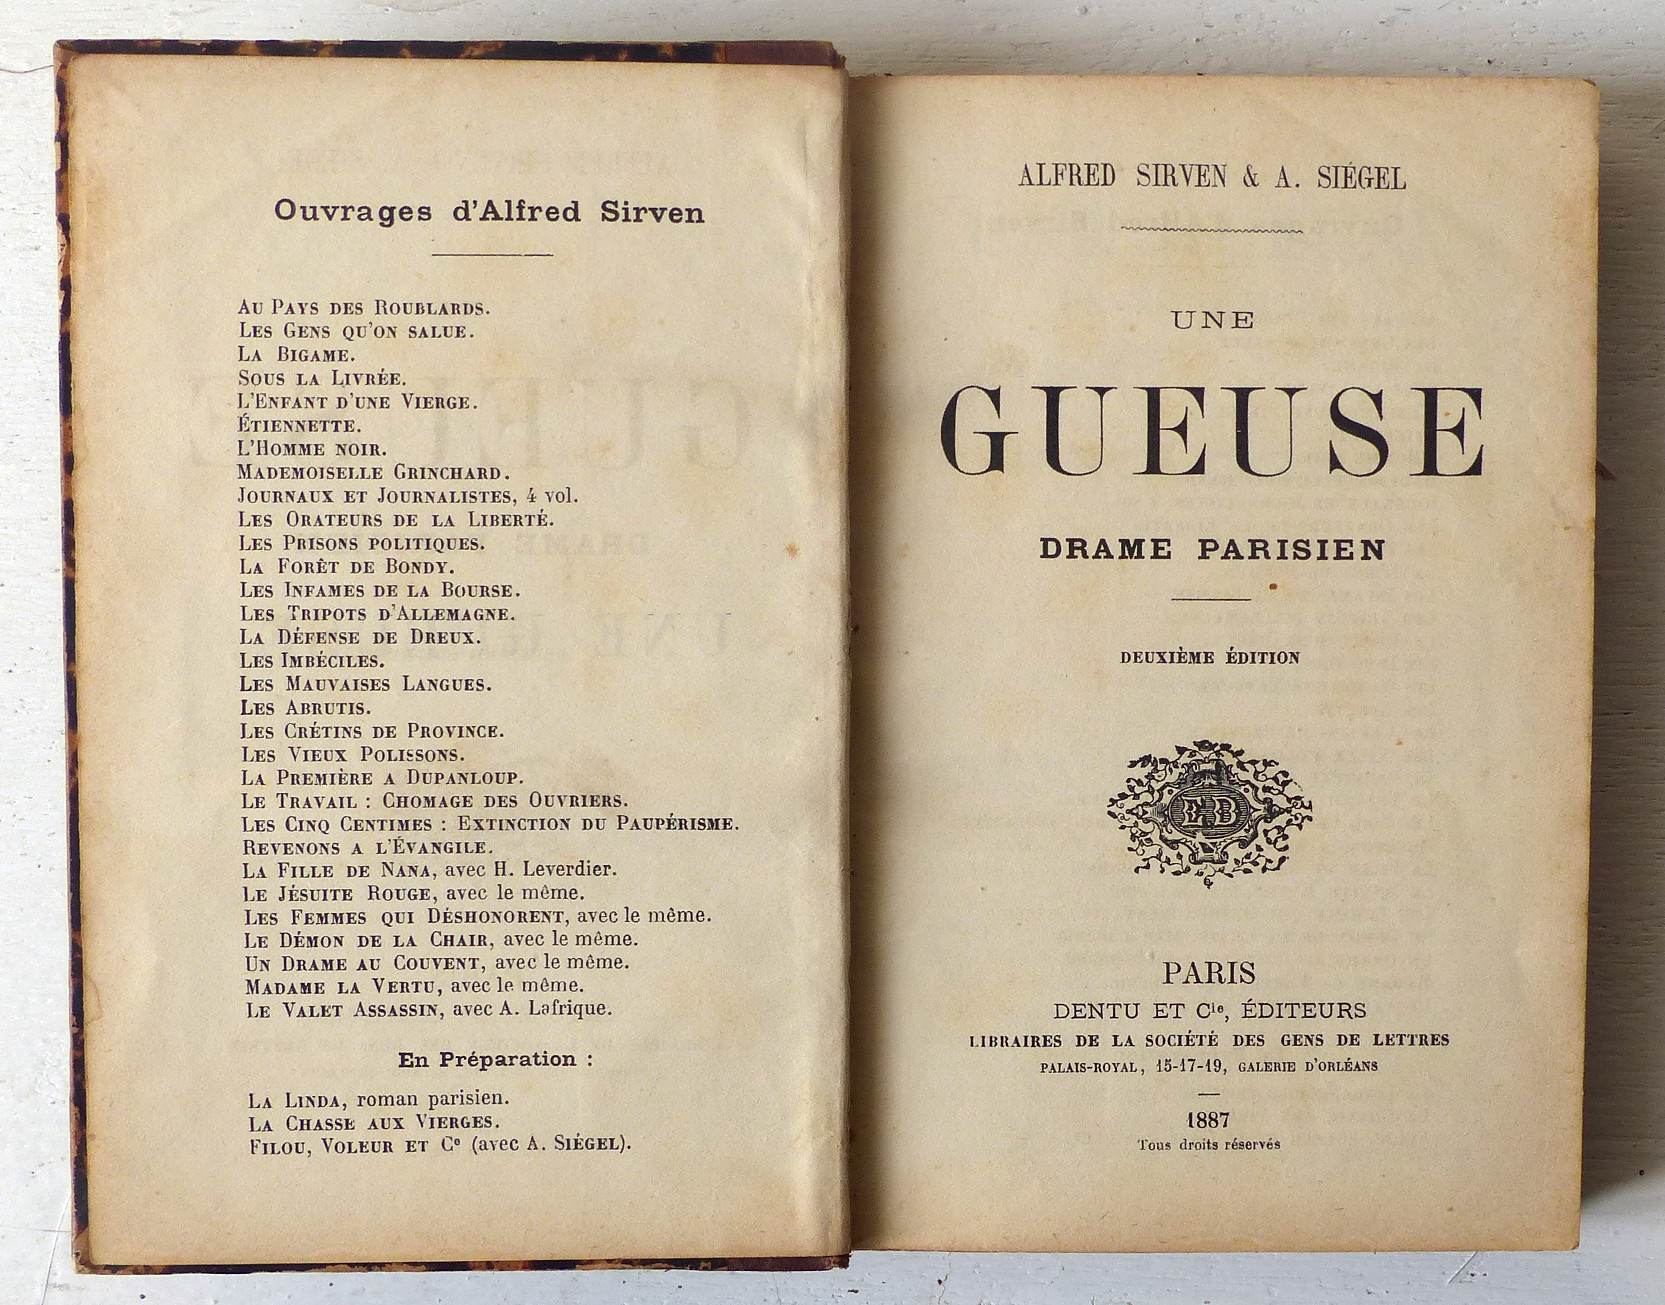 Ouvrages d'Alfred Sirven
AU PAYS DES ROUBLARDS.
LES GENS QU'ON SALUE.
LA BIGAME.
SOUS LA LIVRÉE.
L'ENFANT D'UNE VIERGE.
ÉTIENNETTE.
L'HOMME NOIR.
MADEMOISELLE GRINCHARD.
JOURNAUX ET JOURNALISTES, 4 vol.
LES ORATEURS DE LA LIBERTÉ.
LES PRISONS POLITIQUES.
LA FORÊT DE BONDY.
LES INFAMES DE LA BOURSE.
LES TRIPOTS D'ALLEMAGNE.
LA DÉFENSE DE DREUX.
LES IMBÉCILES.
LES MAUVAISES LANGUES.
LES ABRUTIS.
LES CRÉTINS DE PROVINCE.
LES VIEUX POLISSONS.
LA PREMIÈRE A DUPANLOUP.
LE TRAVAIL : CHOMAGE DES OUVRIERS.
LES CINQ CENTIMES : EXTINCTION DU PAUPÉRISME.
REVENONS A L'ÉVANGILE.
LA FILLE DE NANA, avec H. Leverdier.
LE JÉSUITE ROUGE, avec le même.
LES FEMMES QUI DÉSHONORENT, avec le même.
LE DÉMON DE LA CHAIR, avec le même.
UN DRAME AU COUVENT, avec le même.
MADAME LA VERTU, avec le même.
LE VALET ASSASSIN, avec A. Lafrique.
En Préparation :
LA LINDA, roman parisien.
LA CHASSE AUX VIERGES.
FILOU, VOLEUR ET Ce (avec A. SIÉGEL).
ALFRED SIRVEN & A. SIÉGEL
UNE
GUEUSE
DRAME PARISIEN
DEUXIÈME ÉDITION
PARIS
DENTU ET Cie, ÉDITEURS
LIBRAIRES DE LA SOCIÉTÉ DES GENS DE LETTRES
PALAIS-ROYAL, 15-17-19, GALERIE D'ORLÉANS
1887
Tous droits réservés